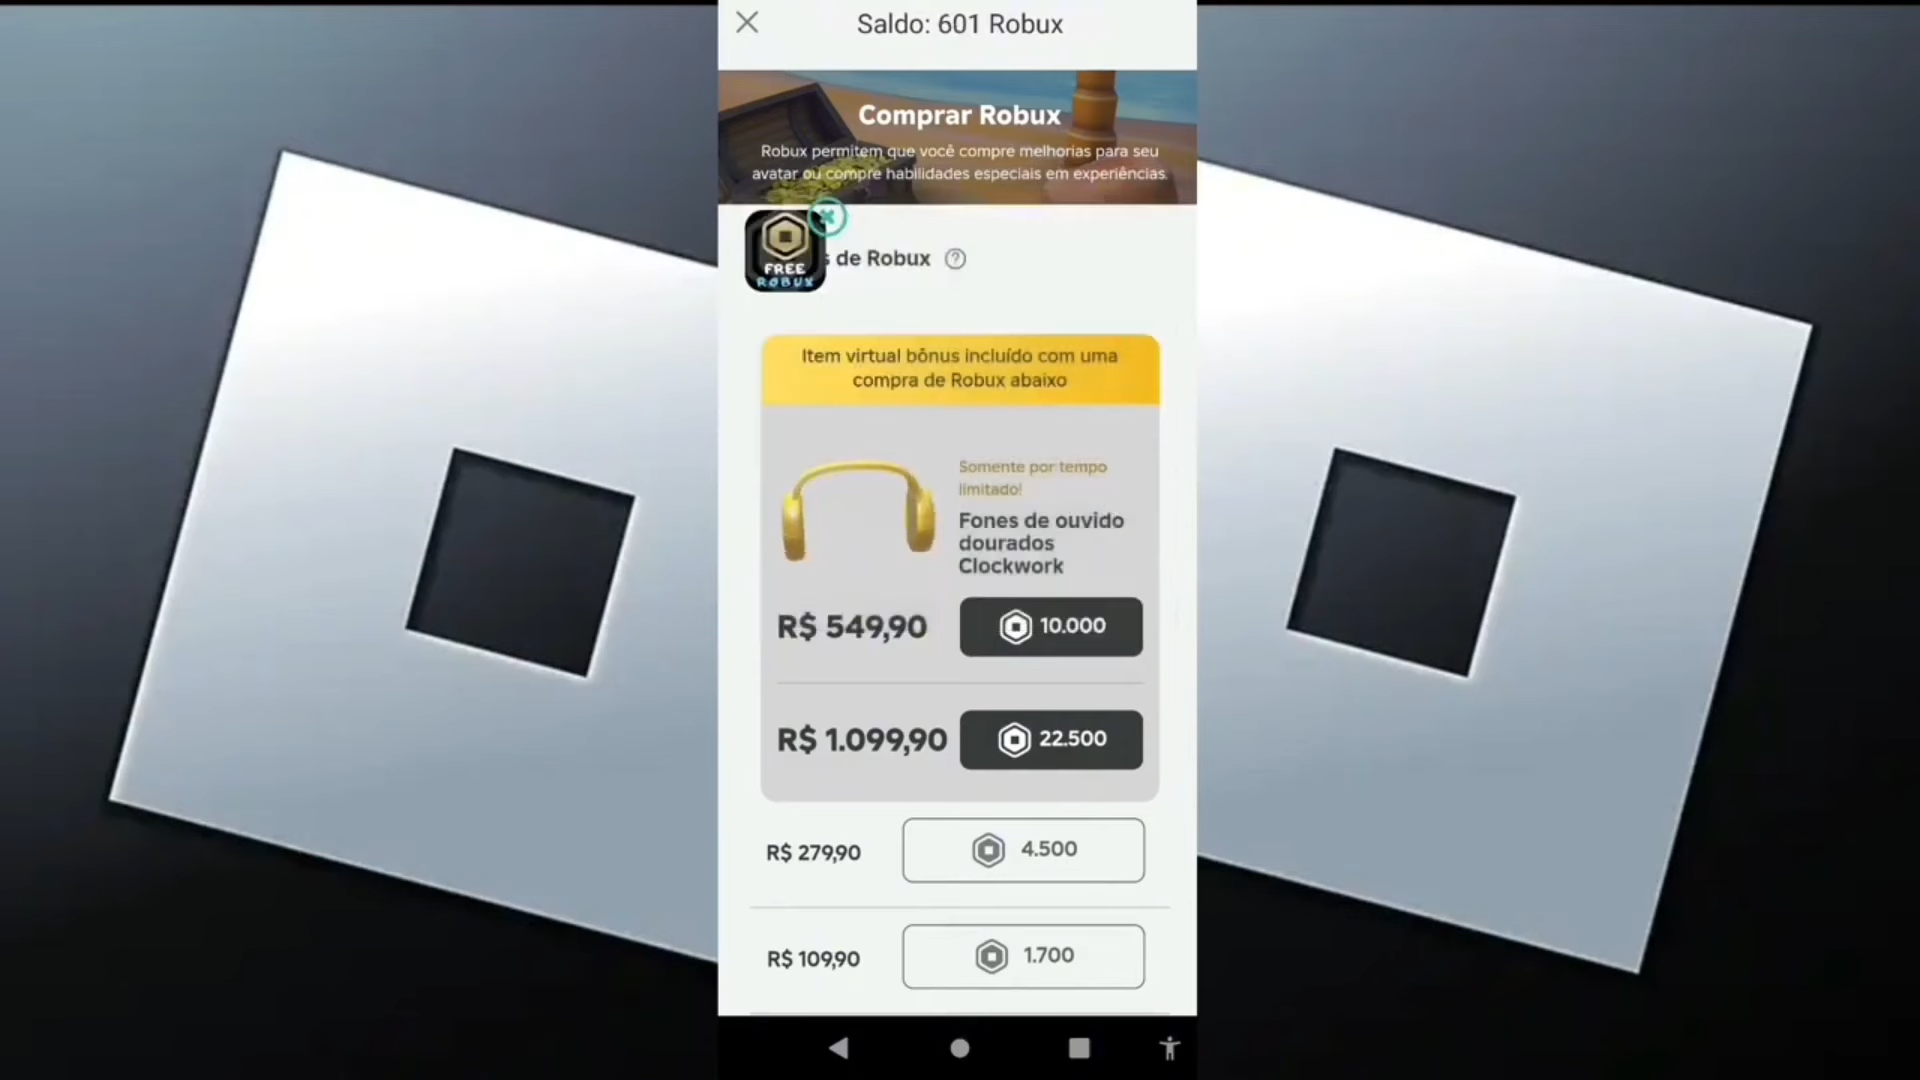 Saldo: 601 Robux
Comprar Robux
Robux permitem que você compre melhorias para seu
avatar ou compre habilidades especiais em experiências.
FREE
ROBUX
s de Robux ?
Item virtual bônus incluído com uma
compra de Robux abaixo
Somente por tempo
limitado!
Fones de ouvido
dourados
Clockwork
R$ 549,90 10.000
R$ 1.099,90 22.500
R$ 279,90 4.500
R$ 109,90 1.700